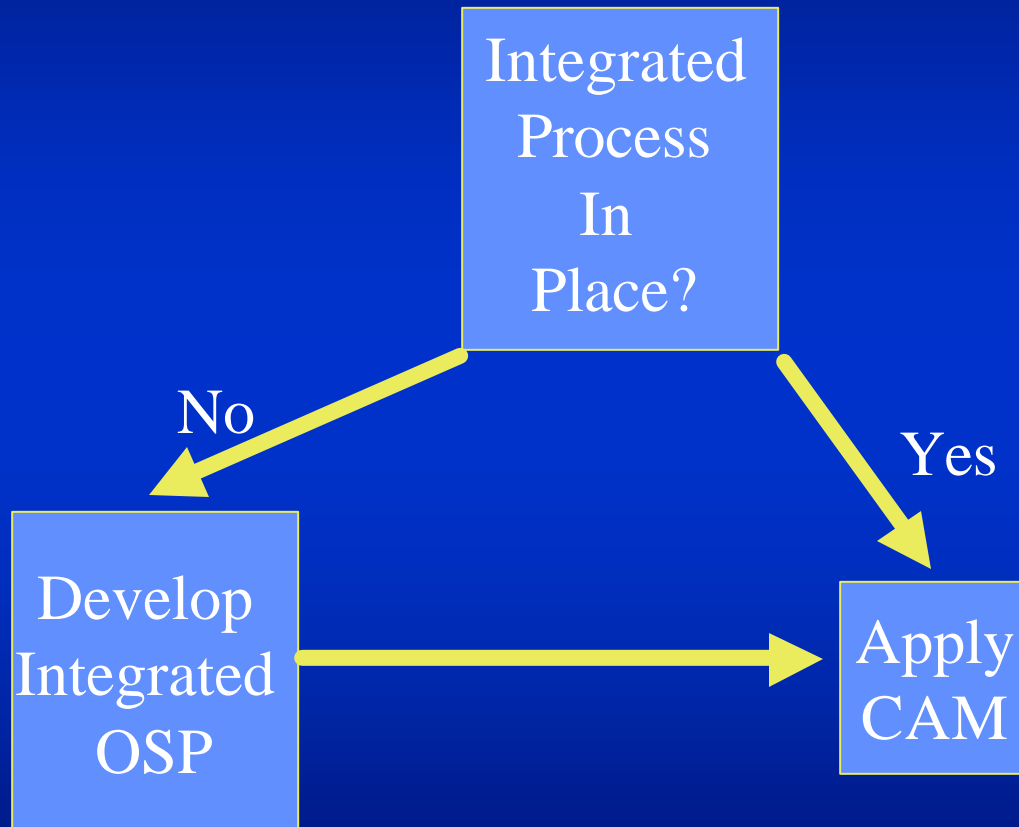 Integrated
Process
In
Place?
No
Yes
Develop
Integrated
OSP
Apply
CAM